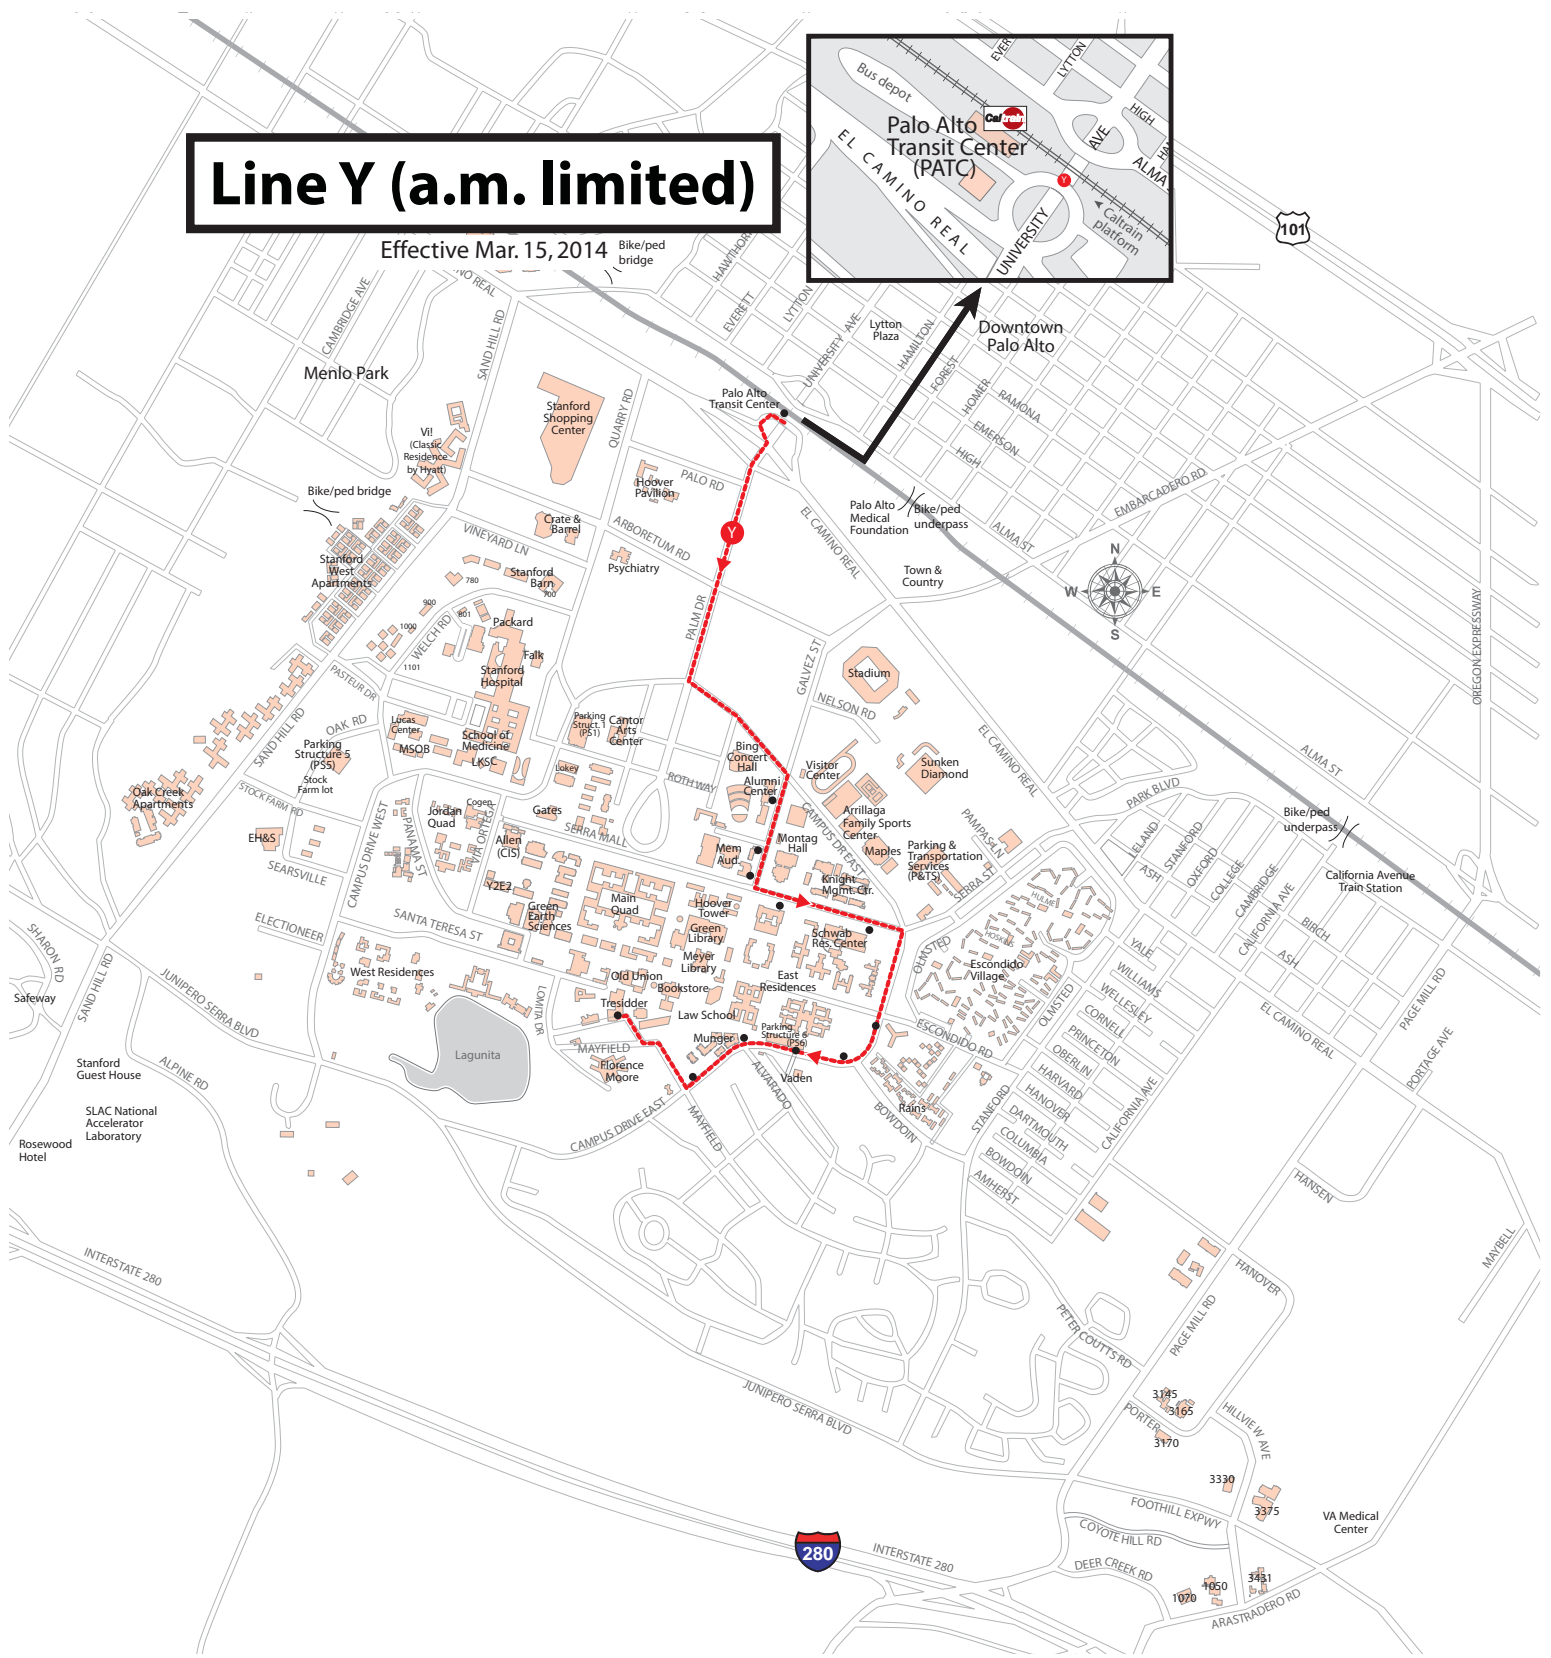 Line Y (a.m. limited)
Effective Mar. 15, 2014
Bike/ped
bridge
Bus depot
Palo Alto
Transit Center
(PATC)
Caltrain
EL CAMINO REAL
UNIVERSITY
AVE
LYTTON
HIGH
ALMA
Y
Caltrain
platform
101
CAMBRIDGE AVE
SAND HILL RD
Menlo Park
EVERETT
LYTTON
UNIVERSITY AVE
Lytton
Plaza
HAMILTON
Downtown
Palo Alto
FOREST
HOMER
RAMONA
EMERSON
HIGH
Palo Alto
Transit Center
Stanford
Shopping
Center
QUARRY RD
Vi!
(Classic
Residence
by Hyatt)
Bike/ped bridge
PALO RD
Hoover
Pavilion
Crate &
Barrel
ARBORETUM RD
VINEYARD LN
Psychiatry
Y
EL CAMINO REAL
Palo Alto
Medical
Foundation
Bike/ped
underpass
ALMA ST
EMBARCADERO RD
Town &
Country
N
W
E
S
OREGON EXPRESSWAY
Stanford
West
Apartments
Stanford
Barn
700
780
900
801
1000
1101
WELCH RD
Packard
Falk
Stanford
Hospital
PASTEUR DR
PALM DR
GALVEZ ST
Stadium
NELSON RD
SAND HILL RD
OAK RD
Lucas
Center
MSOB
School of
Medicine
LKSC
Parking
Struct. 1
(PS1)
Cantor
Arts
Center
Parking
Structure 5
(PS5)
Stock
Farm lot
STOCK FARM RD
Oak Creek
Apartments
EH&S
SEARSVILLE
Bing
Concert
Hall
Alumni
Center
Visitor
Center
Sunken
Diamond
EL CAMINO REAL
ALMA ST
PARK BLVD
Bike/ped
underpass
California Avenue
Train Station
Lokey
ROTH WAY
Gates
SERRA MALL
Cogen
Jordan
Quad
VIA ORTEGA
Allen
(CIS)
PANAMA ST
CAMPUS DRIVE WEST
Y2E2
Green
Earth
Sciences
Main
Quad
Mem
Aud.
Montag
Hall
CAMPUS DR EAST
Arrillaga
Family Sports
Center
Maples
Knight
Mgmt. Ctr.
PAMPAS LN
Parking &
Transportation
Services
(P&TS)
SERRA ST
LELAND
ASH
STANFORD
OXFORD
COLLEGE
CAMBRIDGE
CALIFORNIA AVE
BIRCH
ASH
ELECTIONEER
SANTA TERESA ST
Hoover
Tower
Green
Library
Meyer
Library
Schwab
Res. Center
East
Residences
OLMSTED
HULME
HOSKINS
Escondido
Village
YALE
WILLIAMS
WELLESLEY
CORNELL
PRINCETON
OBERLIN
HARVARD
HANOVER
DARTMOUTH
COLUMBIA
BOWDOIN
AMHERST
OLMSTED
STANFORD
CALIFORNIA AVE
EL CAMINO REAL
PAGE MILL RD
PORTAGE AVE
SHARON RD
Safeway
SAND HILL RD
JUNIPERO SERRA BLVD
West Residences
Old Union
Bookstore
Tresidder
Law School
LOMITA DR
MAYFIELD
Lagunita
Florence
Moore
Munger
Parking
Structure 6
(PS6)
Vaden
ALVARADO
ESCONDIDO RD
Rains
BOWDOIN
CAMPUS DRIVE EAST
MAYFIELD
Stanford
Guest House
ALPINE RD
SLAC National
Accelerator
Laboratory
Rosewood
Hotel
INTERSTATE 280
HANSEN
MAYBELL
HANOVER
PAGE MILL RD
PETER COUTTS RD
JUNIPERO SERRA BLVD
3145
3165
PORTER
3170
HILLVIEW AVE
3330
3375
FOOTHILL EXPWY
VA Medical
Center
COYOTE HILL RD
DEER CREEK RD
280
INTERSTATE 280
1070
1050
3431
ARASTRADERO RD